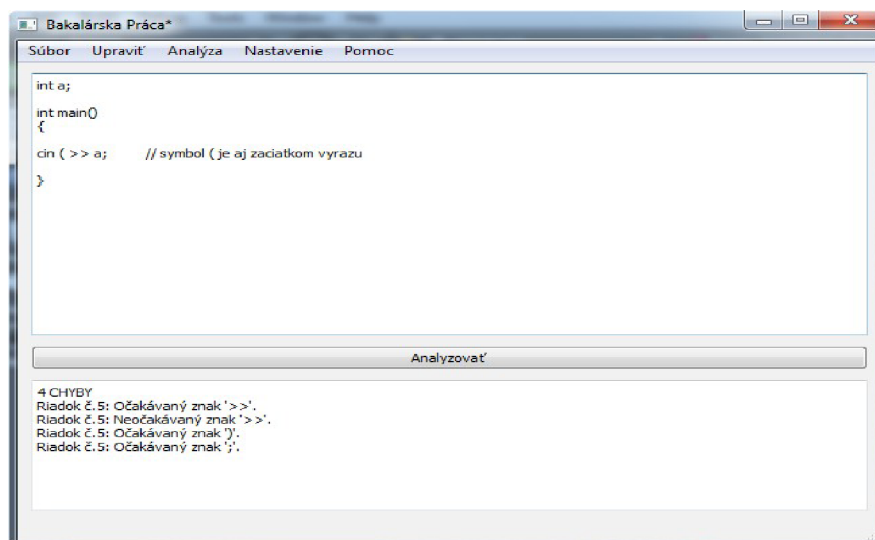 Bakalárska Práca*
Súbor Upraviť Analýza Nastavenie Pomoc
int a;
int main()
{
cin ( >> a; // symbol ( je aj zaciatkom vyrazu
}
Analyzovať
4 CHYBY
Riadok č.5: Očakávaný znak '>>'.
Riadok č.5: Neočakávaný znak '>>'.
Riadok č.5: Očakávaný znak ')'.
Riadok č.5: Očakávaný znak ';'.